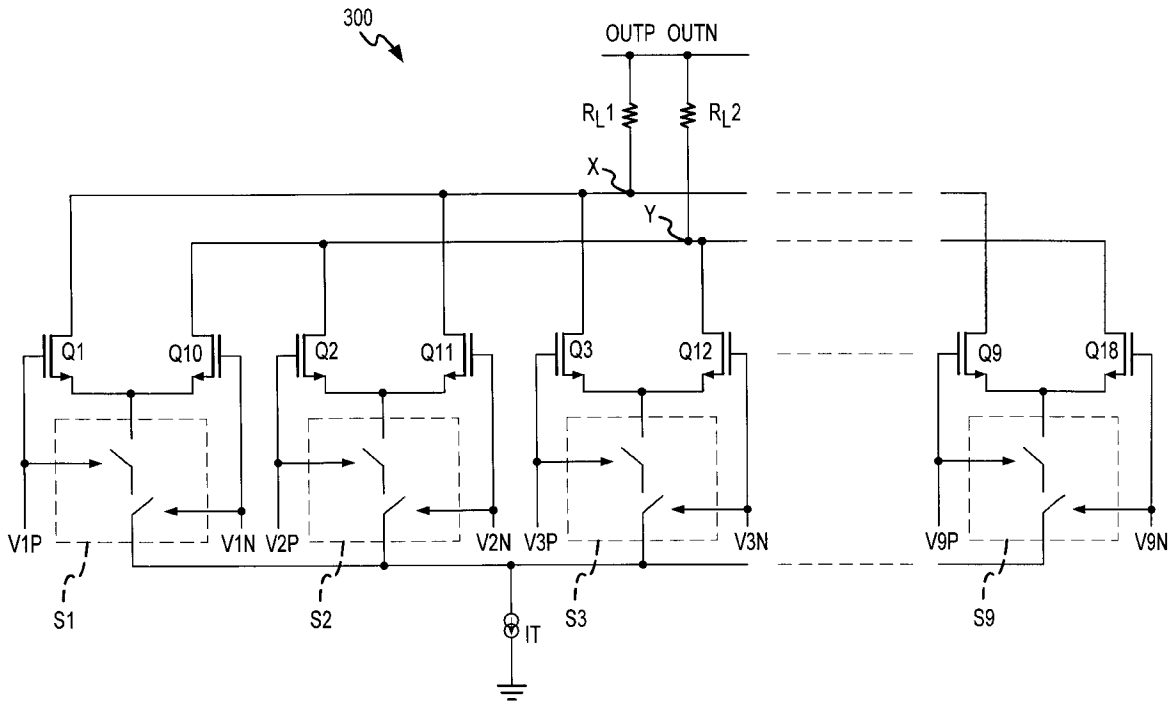 300
OUTP OUTN
RL1 RL2
X
Y
Q1 Q10 Q2 Q11 Q3 Q12 Q9 Q18
V1P V1N V2P V2N V3P V3N V9P V9N
S1 S2 S3 S9
IT